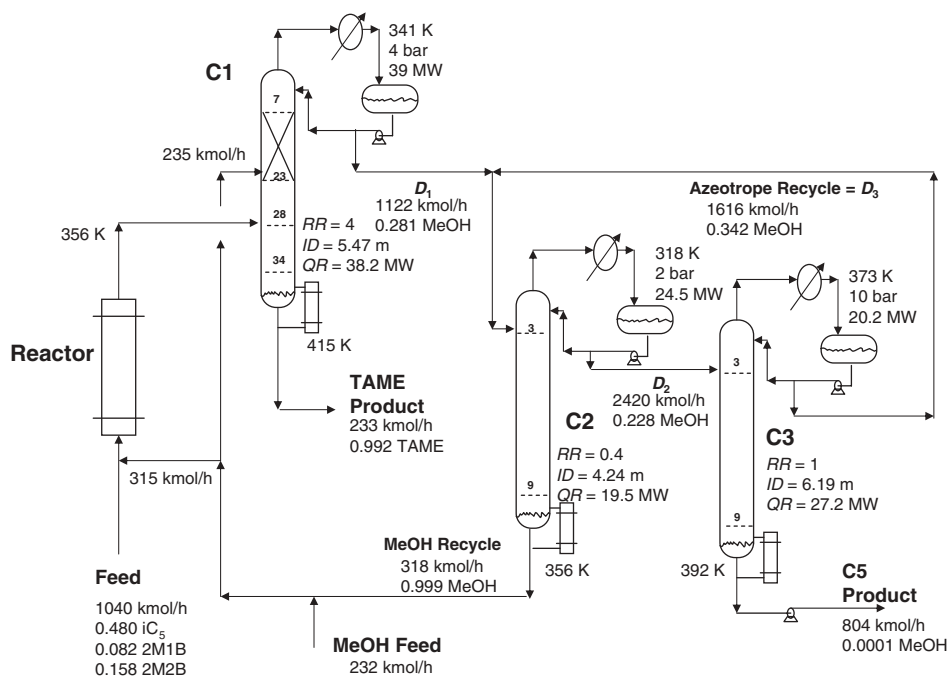 341 K
4 bar
39 MW
C1
7
235 kmol/h
23
28
34
RR = 4
ID = 5.47 m
QR = 38.2 MW
356 K
D₁
1122 kmol/h
0.281 MeOH
Azeotrope Recycle = D₃
1616 kmol/h
0.342 MeOH
318 K
2 bar
24.5 MW
373 K
10 bar
20.2 MW
3
3
Reactor
415 K
TAME
Product
233 kmol/h
0.992 TAME
D₂
2420 kmol/h
0.228 MeOH
C2
RR = 0.4
ID = 4.24 m
QR = 19.5 MW
9
C3
RR = 1
ID = 6.19 m
QR = 27.2 MW
9
315 kmol/h
MeOH Recycle
318 kmol/h
0.999 MeOH
356 K
392 K
C5
Product
804 kmol/h
0.0001 MeOH
Feed
1040 kmol/h
0.480 iC₅
0.082 2M1B
0.158 2M2B
MeOH Feed
232 kmol/h